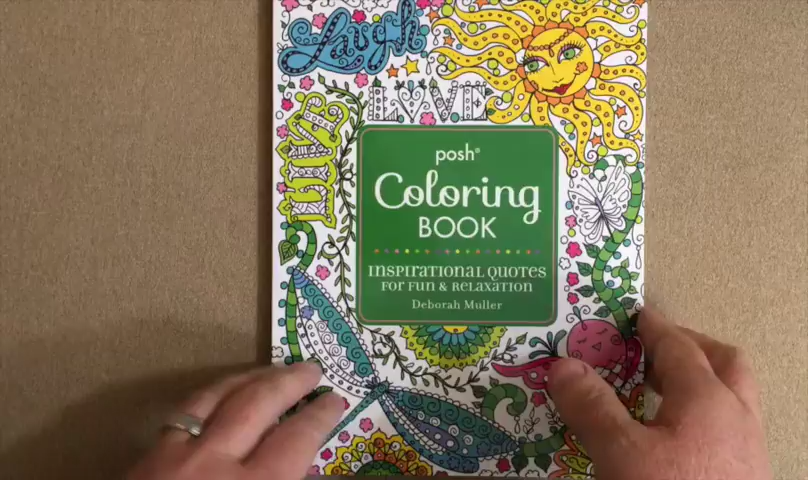 Laugh
LOVE
LIVE
posh®
Coloring
BOOK
INSPIRATIONAL QUOTES
FOR FUN & RELAXATION
Deborah Muller